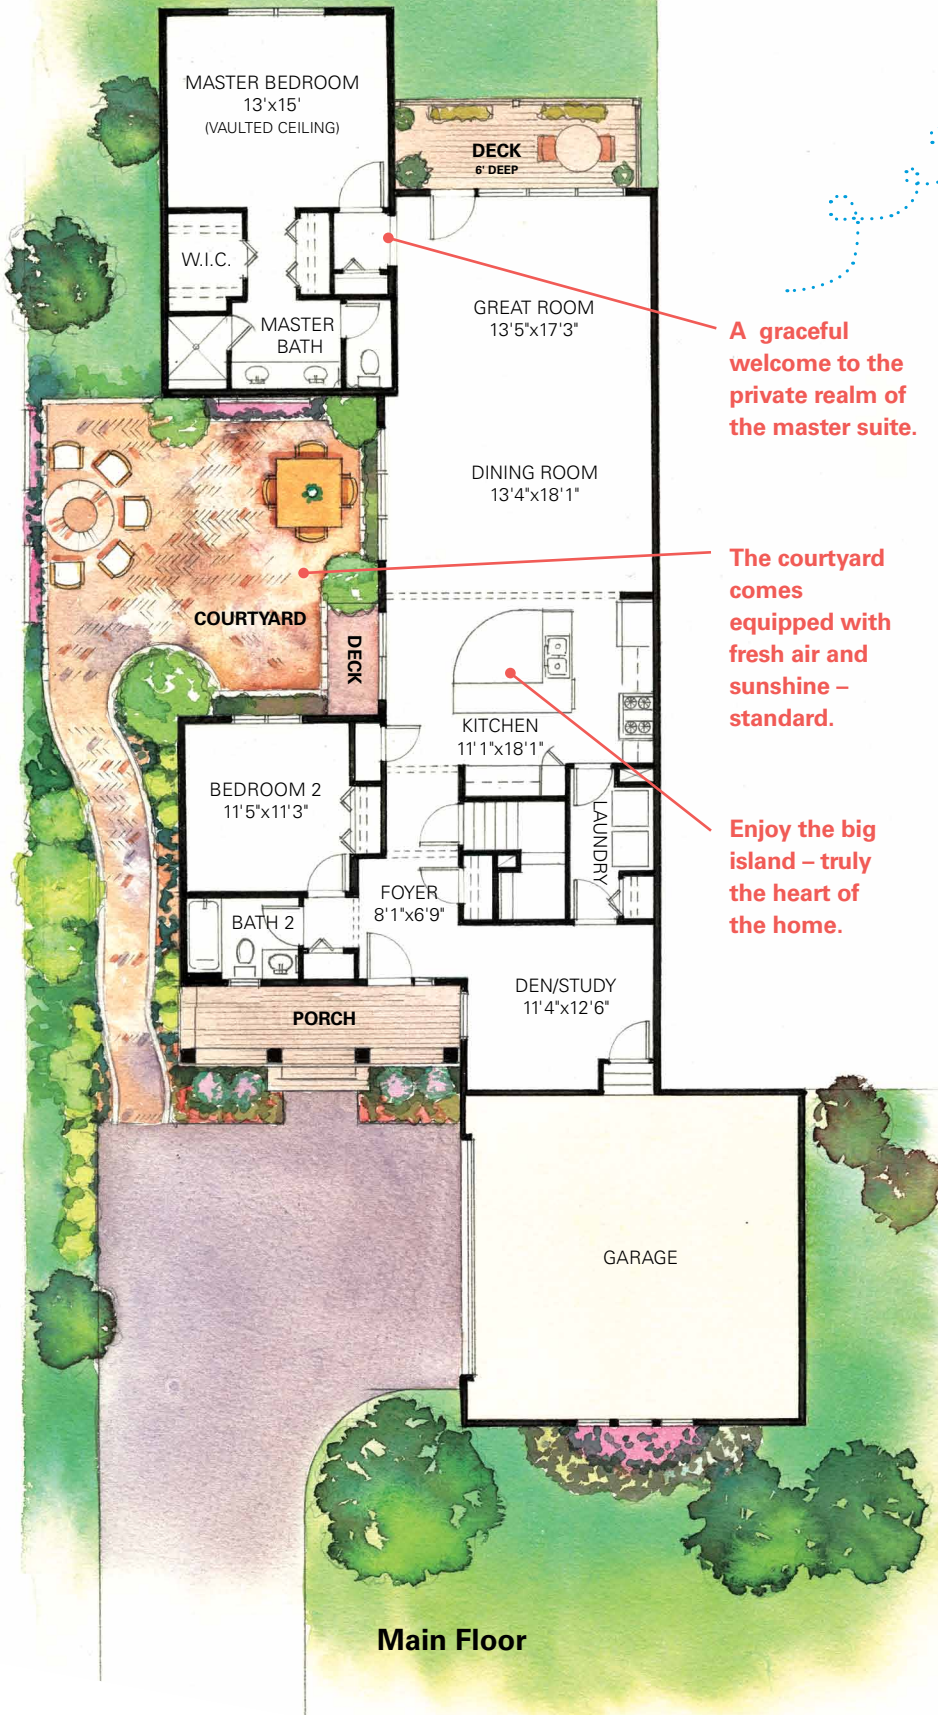 MASTER BEDROOM
13'x15'
(VAULTED CEILING)
DECK
6' DEEP
W.I.C.
MASTER
BATH
GREAT ROOM
13'5"x17'3"
A graceful
welcome to the
private realm of
the master suite.
DINING ROOM
13'4"x18'1"
The courtyard
comes
equipped with
fresh air and
sunshine –
standard.
COURTYARD
DECK
KITCHEN
11'1"x18'1"
BEDROOM 2
11'5"x11'3"
LAUNDRY
Enjoy the big
island – truly
the heart of
the home.
FOYER
8'1"x6'9"
BATH 2
DEN/STUDY
11'4"x12'6"
PORCH
GARAGE
Main Floor